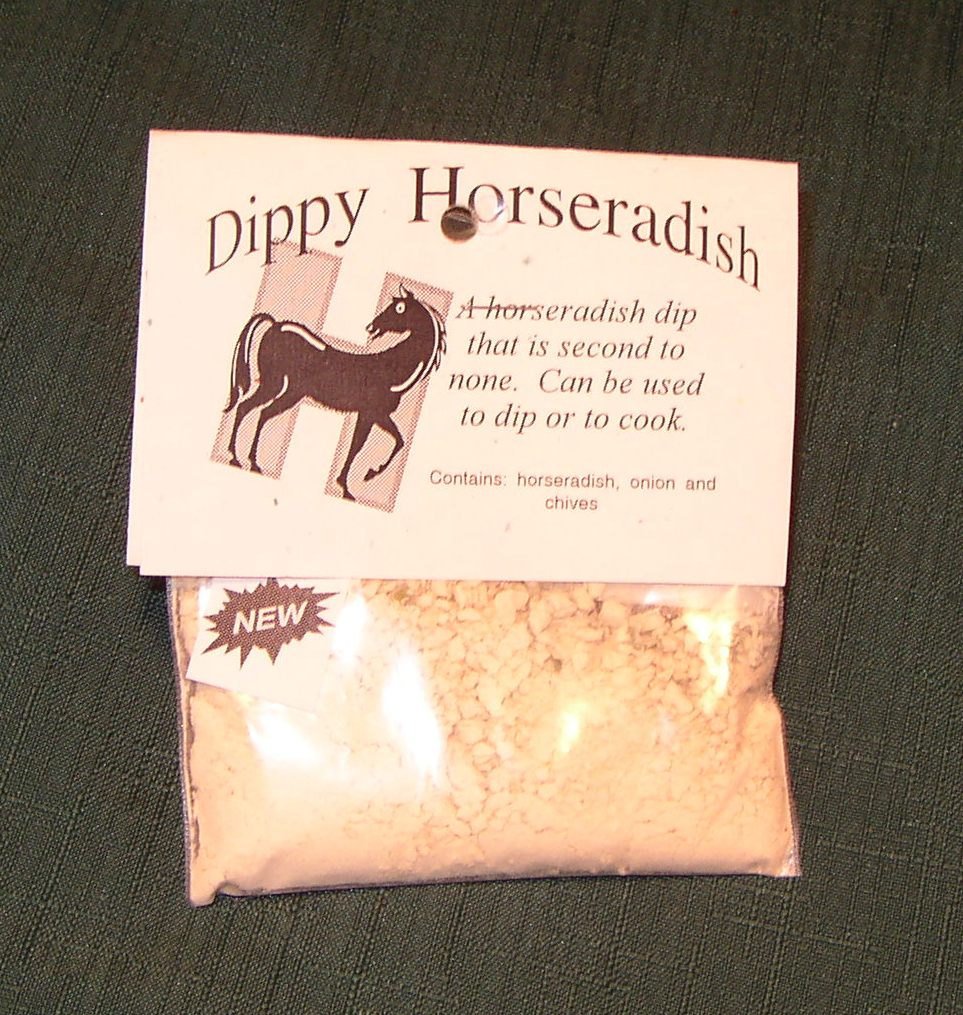 Dippy Horseradish
A horseradish dip
that is second to
none. Can be used
to dip or to cook.
Contains: horseradish, onion and
chives
NEW